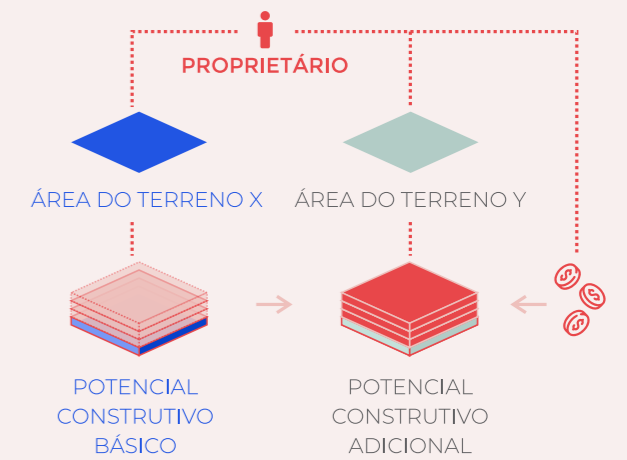 PROPRIETÁRIO
ÁREA DO TERRENO X
ÁREA DO TERRENO Y
POTENCIAL
CONSTRUTIVO
BÁSICO
POTENCIAL
CONSTRUTIVO
ADICIONAL